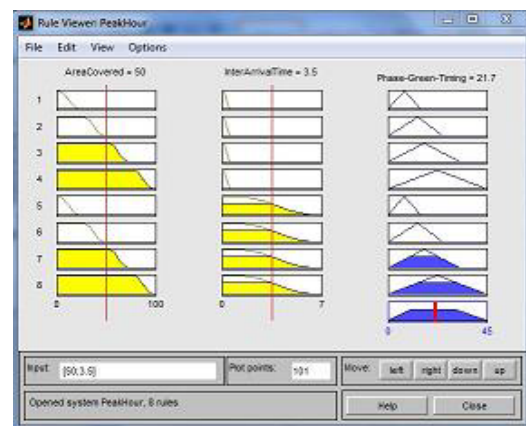 Rule Viewer: PeakHour
File Edit View Options
AreaCovered = 50
InterArrivalTime = 3.5
Phase-Green-Timing = 21.7
1
2
3
4
5
6
7
8
0 100
0 7
0 45
Input: [50;3.5]
Plot points: 101
Move: left right down up
Opened system PeakHour, 8 rules
Help Close